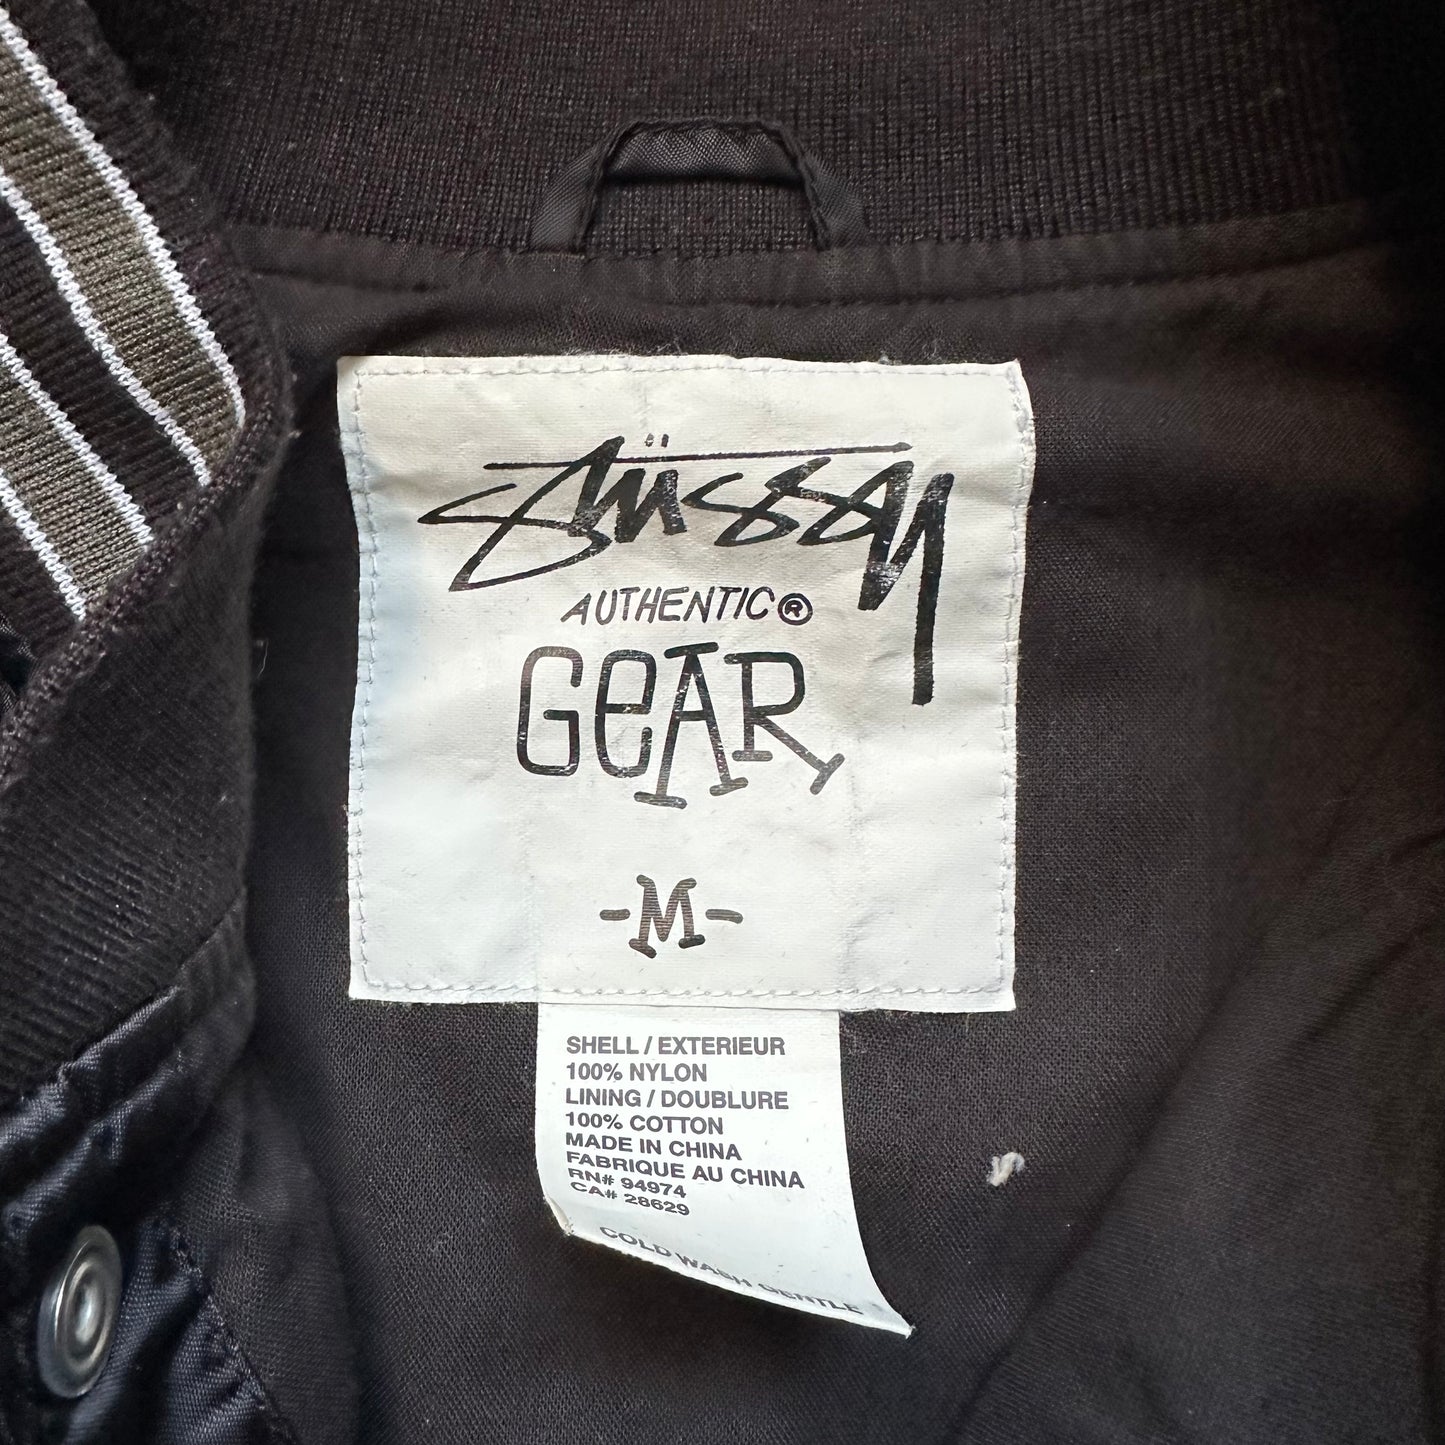 Stüssy
AUTHENTIC®
GeAR
-M-
SHELL / EXTERIEUR
100% NYLON
LINING / DOUBLURE
100% COTTON
MADE IN CHINA
FABRIQUE AU CHINA
RN# 94974
CA# 28629
COLD WASH GENTLE